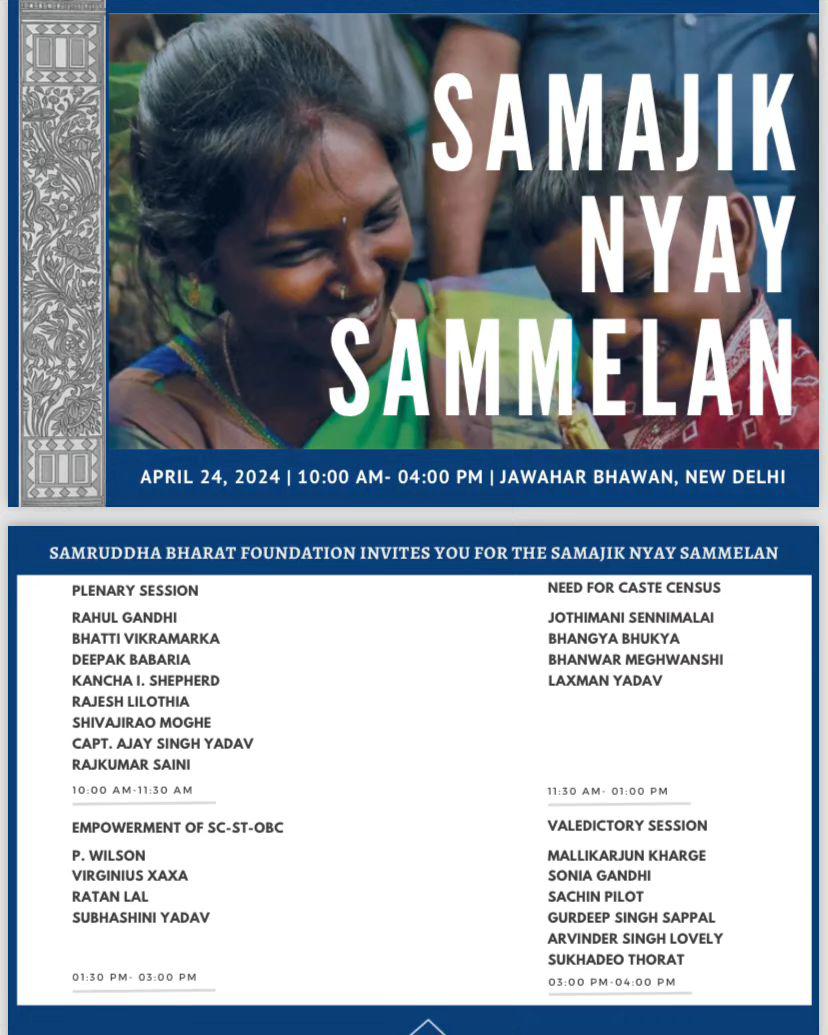 SAMAJIK
NYAY
SAMMELAN
APRIL 24, 2024 | 10:00 AM- 04:00 PM | JAWAHAR BHAWAN, NEW DELHI
SAMRUDDHA BHARAT FOUNDATION INVITES YOU FOR THE SAMAJIK NYAY SAMMELAN
PLENARY SESSION
RAHUL GANDHI
BHATTI VIKRAMARKA
DEEPAK BABARIA
KANCHA I. SHEPHERD
RAJESH LILOTHIA
SHIVAJIRAO MOGHE
CAPT. AJAY SINGH YADAV
RAJKUMAR SAINI
10:00 AM-11:30 AM
NEED FOR CASTE CENSUS
JOTHIMANI SENNIMALAI
BHANGYA BHUKYA
BHANWAR MEGHWANSHI
LAXMAN YADAV
11:30 AM- 01:00 PM
EMPOWERMENT OF SC-ST-OBC
P. WILSON
VIRGINIUS XAXA
RATAN LAL
SUBHASHINI YADAV
01:30 PM- 03:00 PM
VALEDICTORY SESSION
MALLIKARJUN KHARGE
SONIA GANDHI
SACHIN PILOT
GURDEEP SINGH SAPPAL
ARVINDER SINGH LOVELY
SUKHADEO THORAT
03:00 PM-04:00 PM